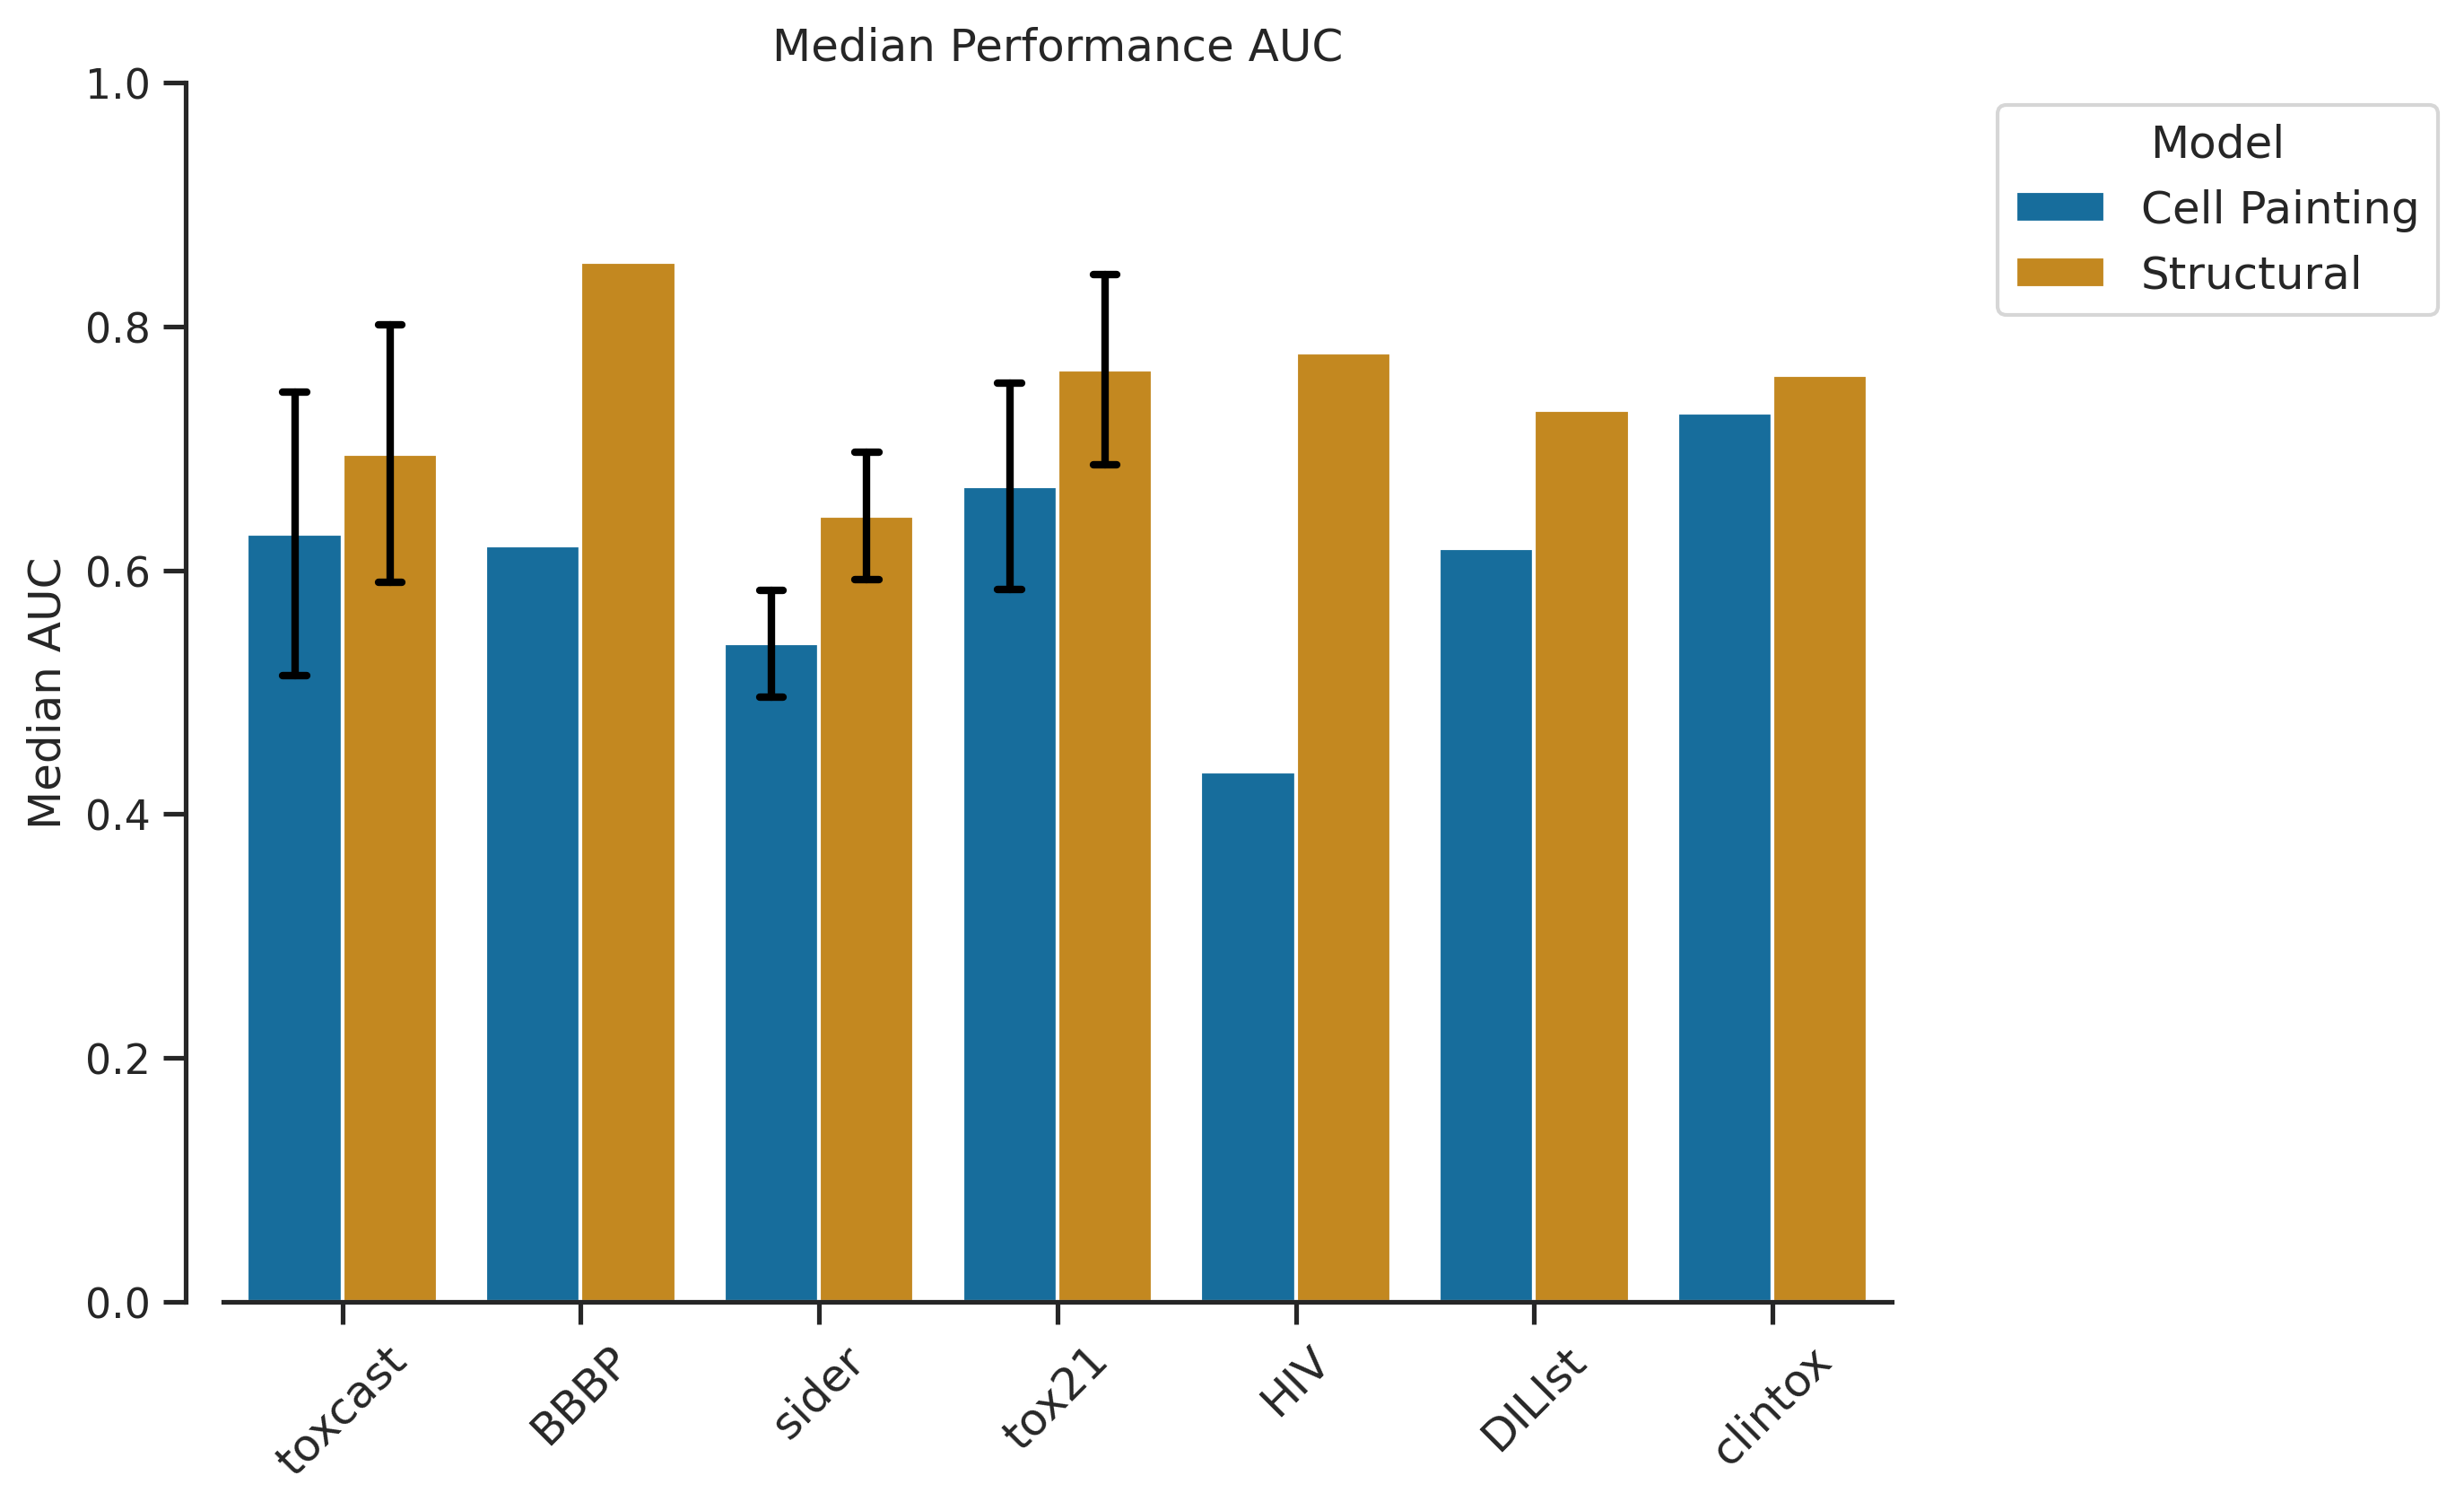 Median Performance AUC
1.0
0.8
0.6
0.4
0.2
0.0
Median AUC
toxcast
BBBP
sider
tox21
HIV
DILIst
clintox
Model
Cell Painting
Structural